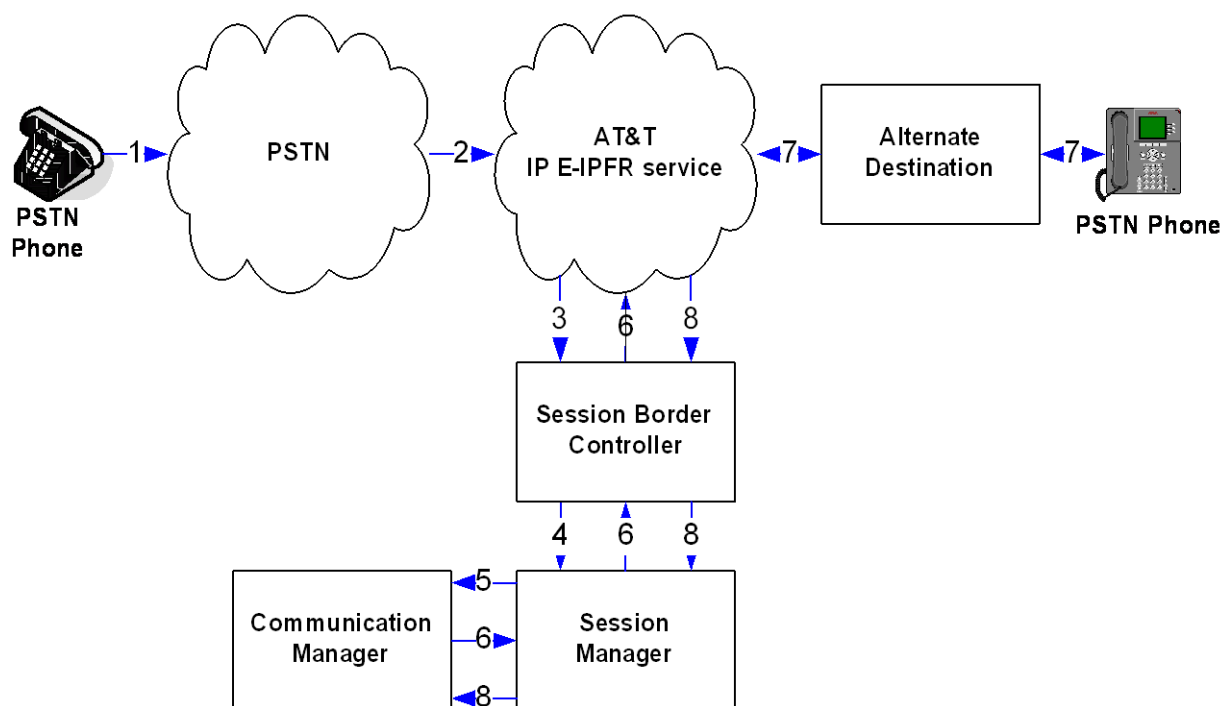 PSTN
AT&T
IP E-IPFR service
Alternate
Destination
1
2
7
7
PSTN
Phone
PSTN Phone
3
6
8
Session Border
Controller
4
6
8
Communication
Manager
5
6
8
Session
Manager